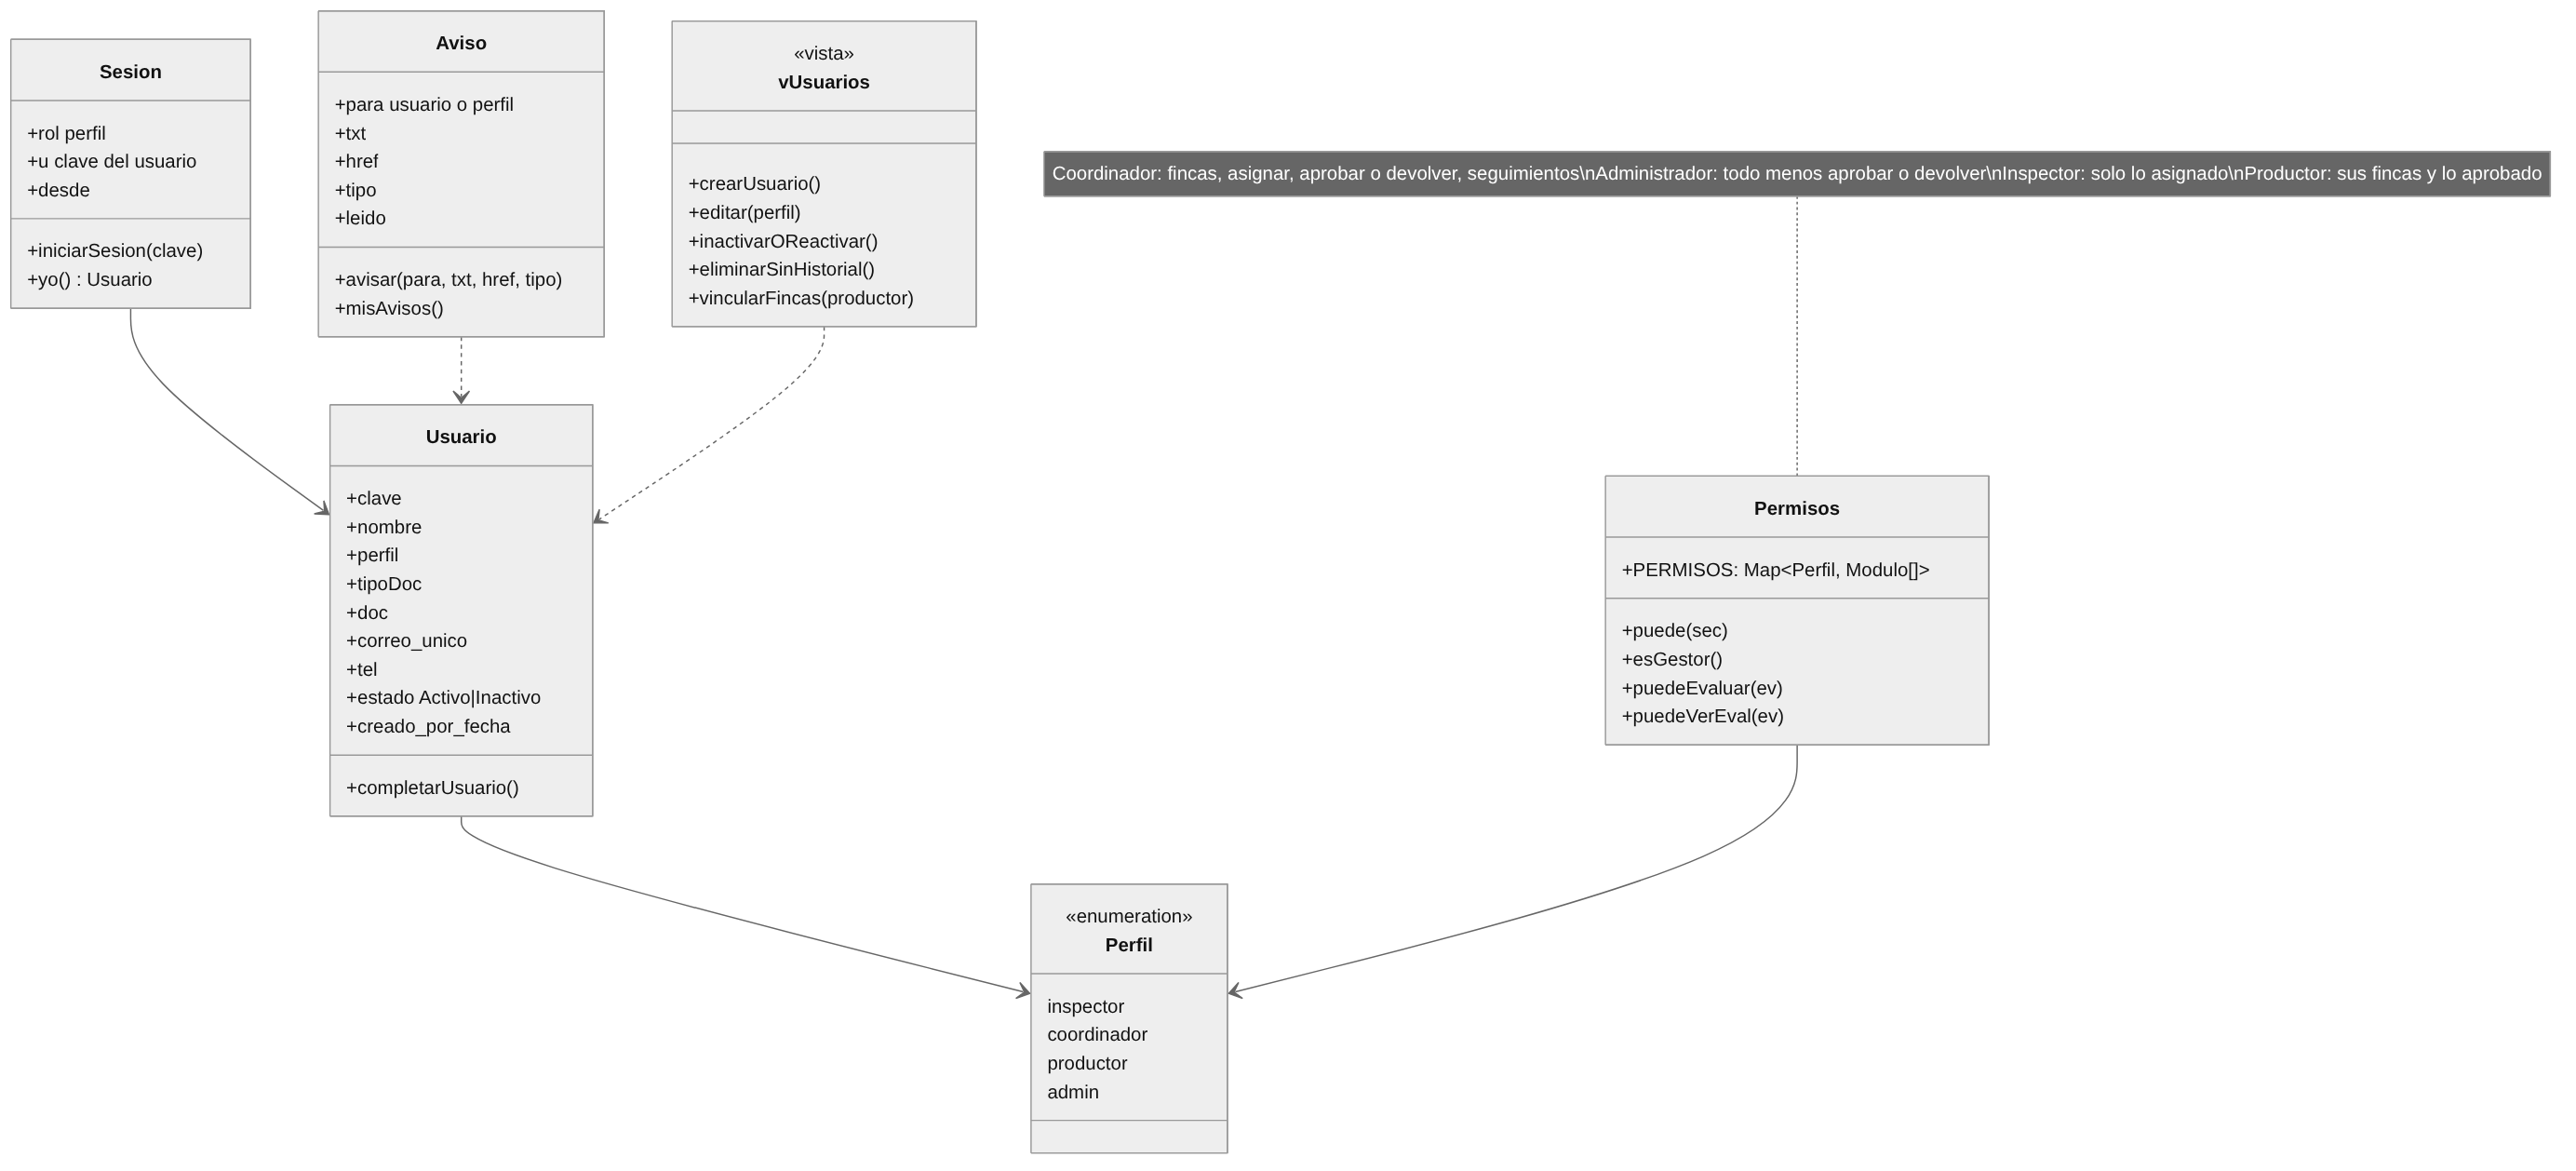 Sesion
+rol perfil
+u clave del usuario
+desde
+iniciarSesion(clave)
+yo() : Usuario
Aviso
+para usuario o perfil
+txt
+href
+tipo
+leido
+avisar(para, txt, href, tipo)
+misAvisos()
«vista»
vUsuarios
+crearUsuario()
+editar(perfil)
+inactivarOReactivar()
+eliminarSinHistorial()
+vincularFincas(productor)
Coordinador: fincas, asignar, aprobar o devolver, seguimientos\nAdministrador: todo menos aprobar o devolver\nInspector: solo lo asignado\nProductor: sus fincas y lo aprobado
Usuario
+clave
+nombre
+perfil
+tipoDoc
+doc
+correo_unico
+tel
+estado Activo|Inactivo
+creado_por_fecha
+completarUsuario()
Permisos
+PERMISOS: Map<Perfil, Modulo[]>
+puede(sec)
+esGestor()
+puedeEvaluar(ev)
+puedeVerEval(ev)
«enumeration»
Perfil
inspector
coordinador
productor
admin